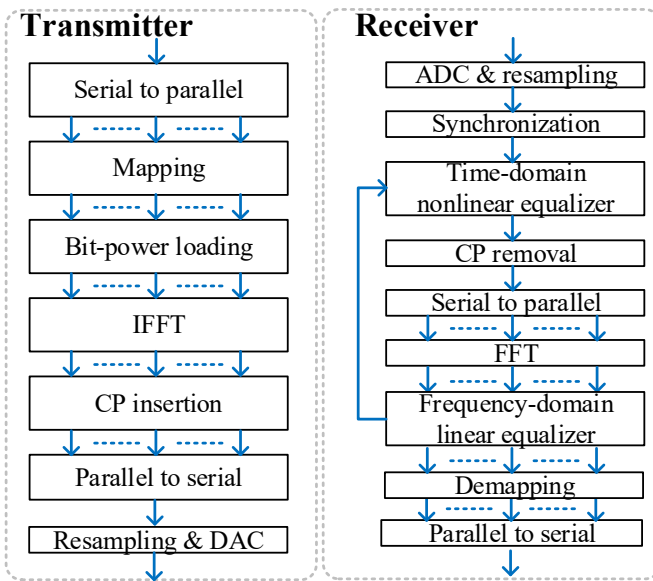 Transmitter
Serial to parallel
Mapping
Bit-power loading
IFFT
CP insertion
Parallel to serial
Resampling & DAC
Receiver
ADC & resampling
Synchronization
Time-domain
nonlinear equalizer
CP removal
Serial to parallel
FFT
Frequency-domain
linear equalizer
Demapping
Parallel to serial